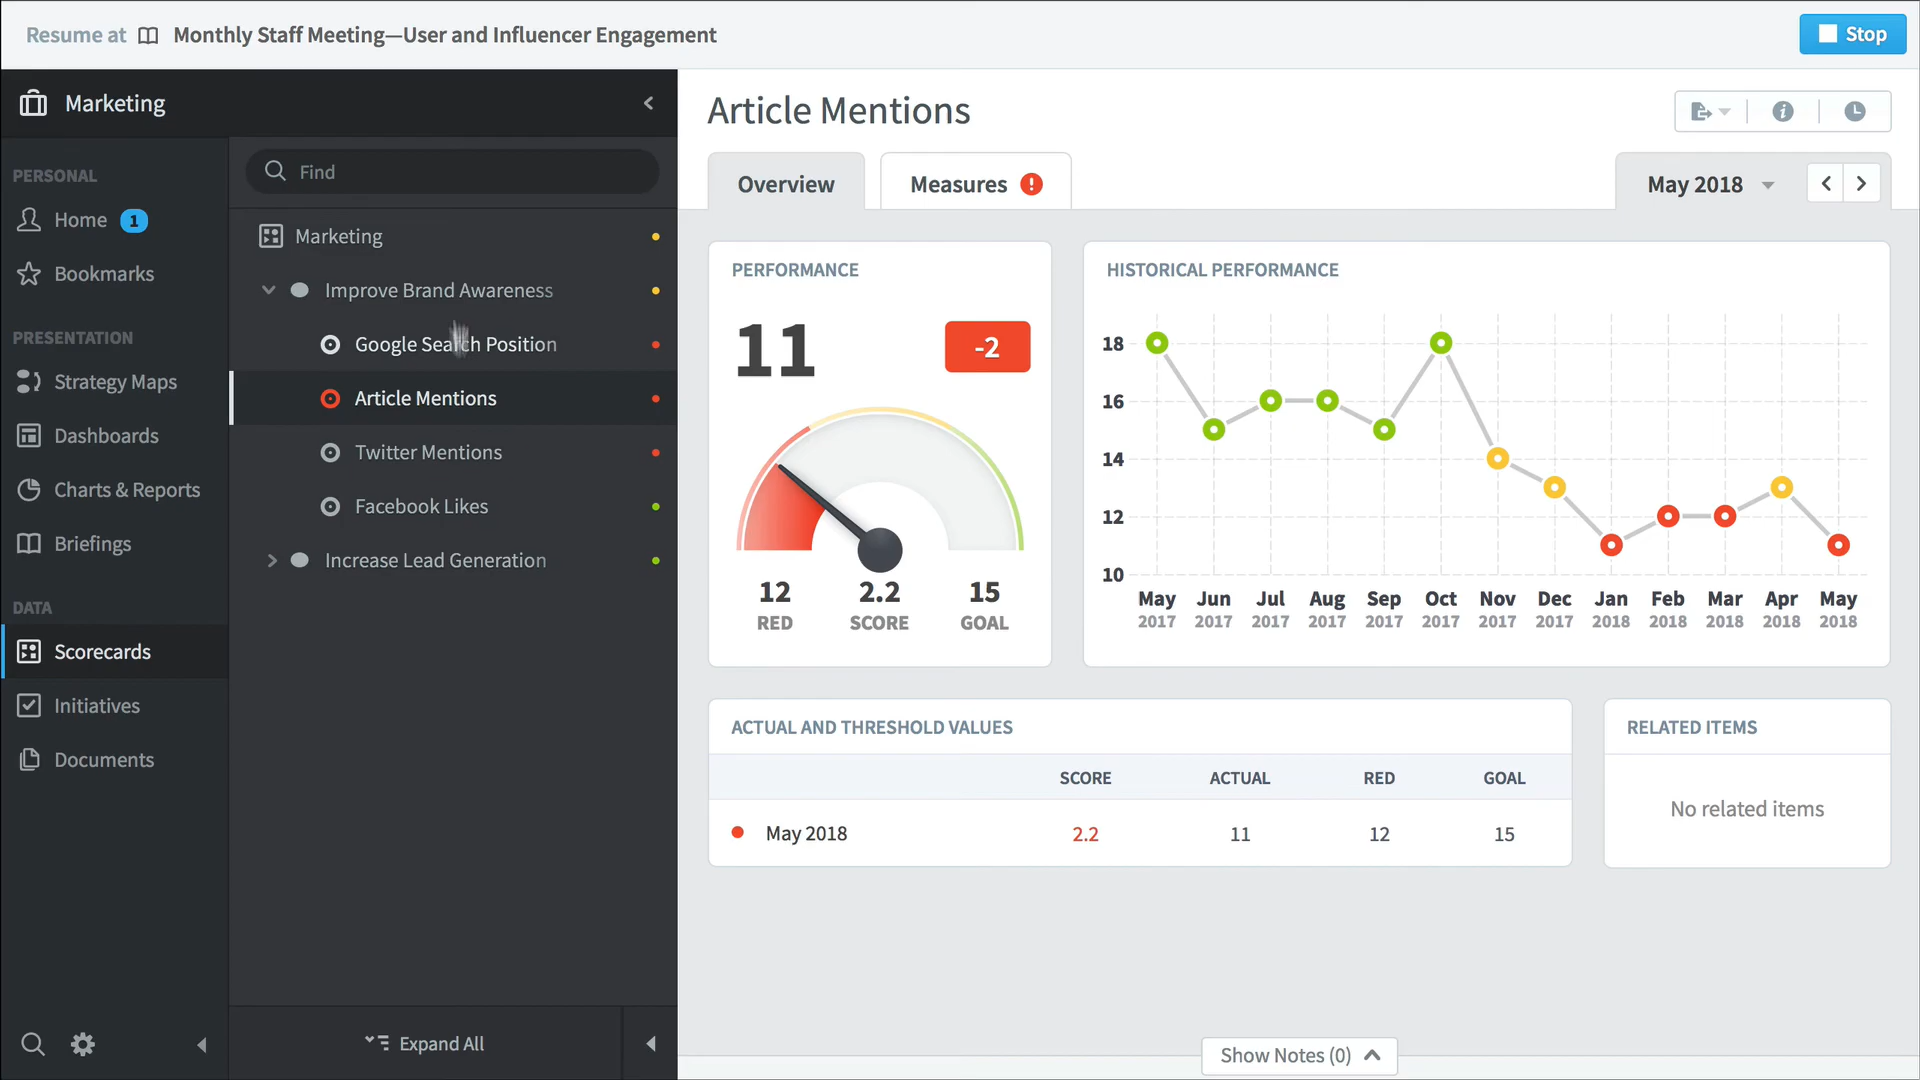 Resume at Monthly Staff Meeting—User and Influencer Engagement
Stop
Marketing
PERSONAL
Home 1
Bookmarks
PRESENTATION
Strategy Maps
Dashboards
Charts & Reports
Briefings
DATA
Scorecards
Initiatives
Documents
Find
Marketing
Improve Brand Awareness
Google Search Position
Article Mentions
Twitter Mentions
Facebook Likes
Increase Lead Generation
Expand All
Article Mentions
Overview
Measures !
May 2018
PERFORMANCE
11
-2
12 2.2 15
RED SCORE GOAL
HISTORICAL PERFORMANCE
18
16
14
12
10
May Jun Jul Aug Sep Oct Nov Dec Jan Feb Mar Apr May
2017 2017 2017 2017 2017 2017 2017 2017 2018 2018 2018 2018 2018
ACTUAL AND THRESHOLD VALUES
SCORE ACTUAL RED GOAL
May 2018 2.2 11 12 15
RELATED ITEMS
No related items
Show Notes (0)